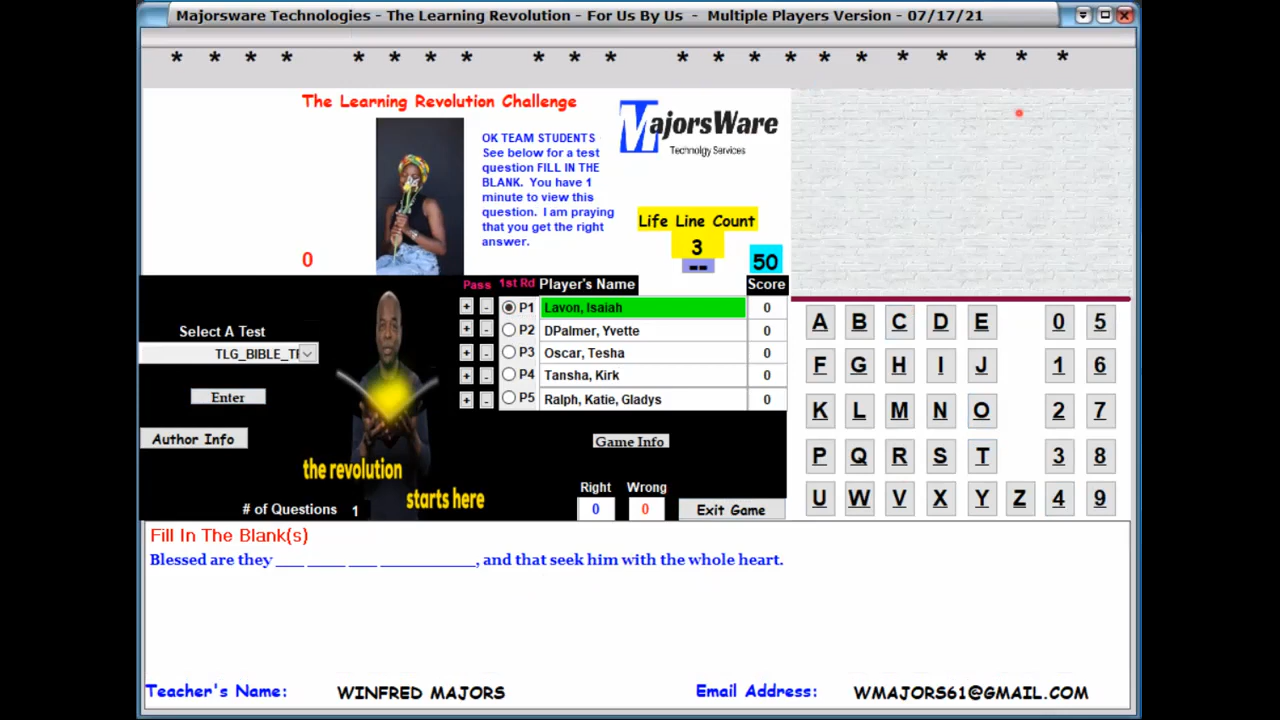 Majorsware Technologies - The Learning Revolution - For Us By Us - Multiple Players Version - 07/17/21
* * * * * * * * * * * * * * * * * * * * * *
The Learning Revolution Challenge
MajorsWare
Technolgy Services
OK TEAM STUDENTS
See below for a test
question FILL IN THE
BLANK. You have 1
minute to view this
question. I am praying
that you get the right
answer.
Life Line Count
3
--
0
50
Pass 1st Rd Player's Name Score
+ - P1 Lavon, Isaiah 0
+ - P2 DPalmer, Yvette 0
+ - P3 Oscar, Tesha 0
+ - P4 Tansha, Kirk 0
+ - P5 Ralph, Katie, Gladys 0
Select A Test
TLG_BIBLE_TF
Enter
Author Info
the revolution
starts here
# of Questions 1
Game Info
Right Wrong
0 0
Exit Game
A B C D E 0 5
F G H I J 1 6
K L M N O 2 7
P Q R S T 3 8
U W V X Y Z 4 9
Fill In The Blank(s)
Blessed are they ___ ____ ___ __________, and that seek him with the whole heart.
Teacher's Name: WINFRED MAJORS Email Address: WMAJORS61@GMAIL.COM